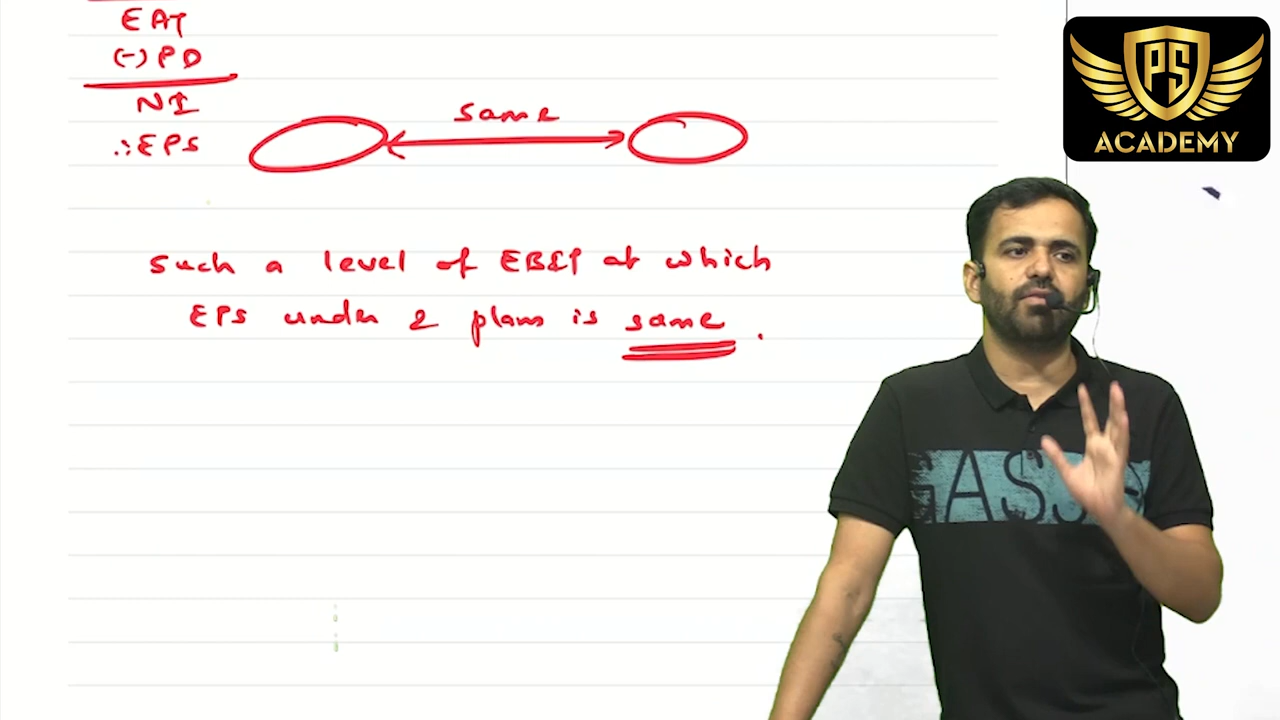 EAT
(-) PD
NI
∴ EPS
same
Such a level of EBIT at which
EPS under 2 plans is same.
PS
ACADEMY
GASS